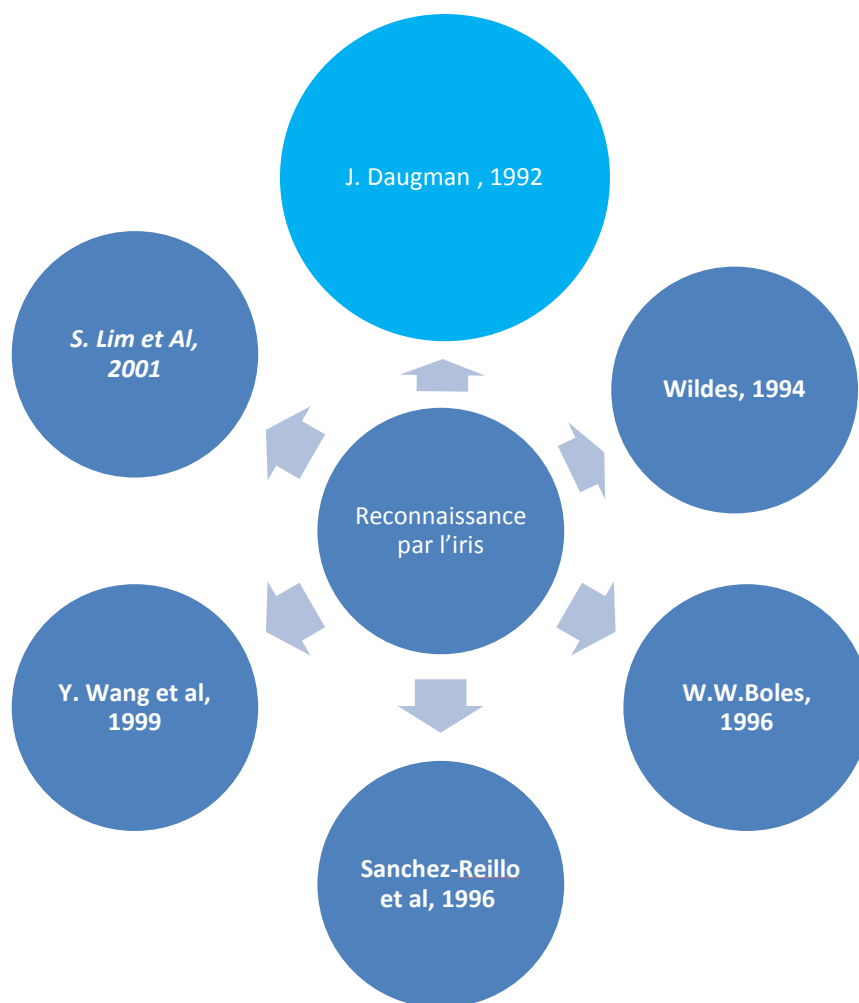 J. Daugman , 1992
S. Lim et Al,
2001
Wildes, 1994
Reconnaissance
par l’iris
Y. Wang et al,
1999
W.W.Boles,
1996
Sanchez-Reillo
et al, 1996